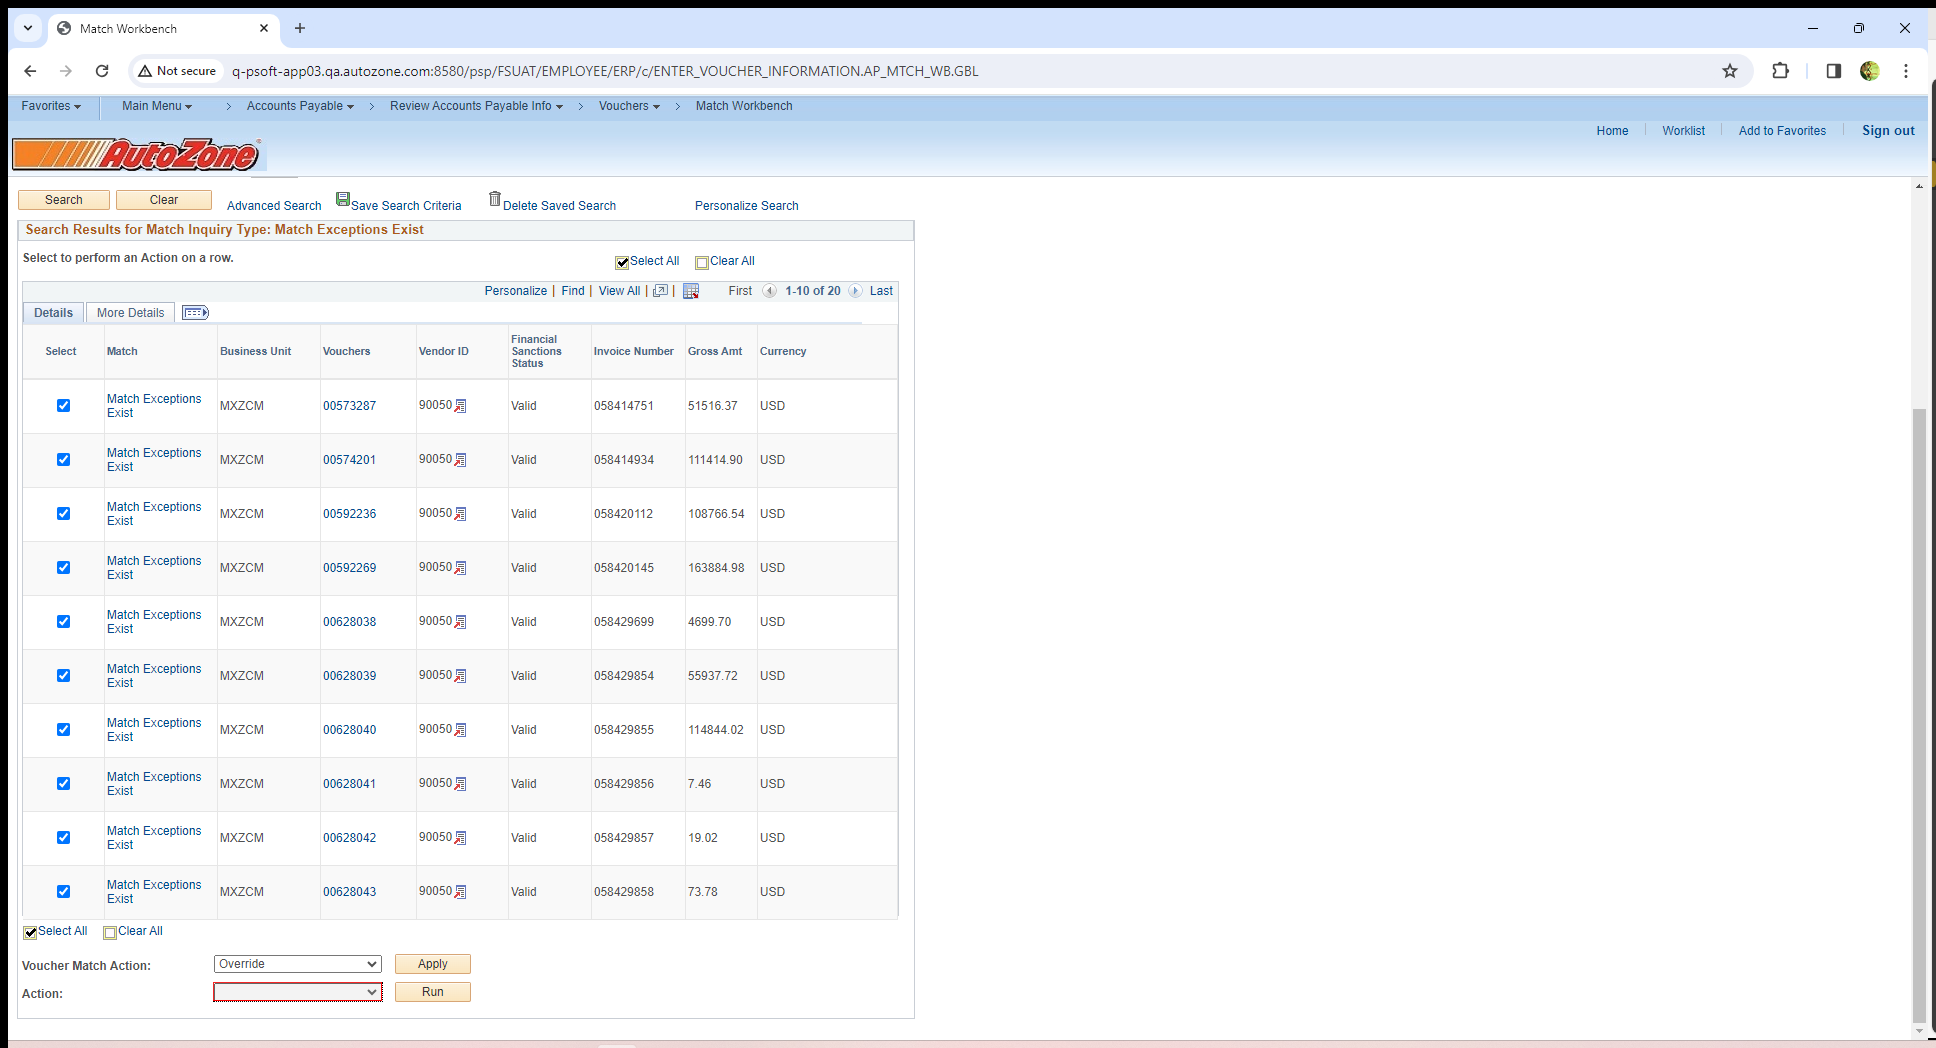 Match Workbench
Not secure
q-psoft-app03.qa.autozone.com:8580/psp/FSUAT/EMPLOYEE/ERP/c/ENTER_VOUCHER_INFORMATION.AP_MTCH_WB.GBL
Favorites Main Menu > Accounts Payable > Review Accounts Payable Info > Vouchers > Match Workbench
Home Worklist Add to Favorites Sign out
AutoZone
Search Clear Advanced Search Save Search Criteria Delete Saved Search Personalize Search
Search Results for Match Inquiry Type: Match Exceptions Exist
Select to perform an Action on a row.
Select All Clear All
Personalize | Find | View All | | First 1-10 of 20 Last
Details More Details
Select Match Business Unit Vouchers Vendor ID Financial Sanctions Status Invoice Number Gross Amt Currency
Match Exceptions Exist MXZCM 00573287 90050 Valid 058414751 51516.37 USD
Match Exceptions Exist MXZCM 00574201 90050 Valid 058414934 111414.90 USD
Match Exceptions Exist MXZCM 00592236 90050 Valid 058420112 108766.54 USD
Match Exceptions Exist MXZCM 00592269 90050 Valid 058420145 163884.98 USD
Match Exceptions Exist MXZCM 00628038 90050 Valid 058429699 4699.70 USD
Match Exceptions Exist MXZCM 00628039 90050 Valid 058429854 55937.72 USD
Match Exceptions Exist MXZCM 00628040 90050 Valid 058429855 114844.02 USD
Match Exceptions Exist MXZCM 00628041 90050 Valid 058429856 7.46 USD
Match Exceptions Exist MXZCM 00628042 90050 Valid 058429857 19.02 USD
Match Exceptions Exist MXZCM 00628043 90050 Valid 058429858 73.78 USD
Select All Clear All
Voucher Match Action: Override Apply
Action: Run